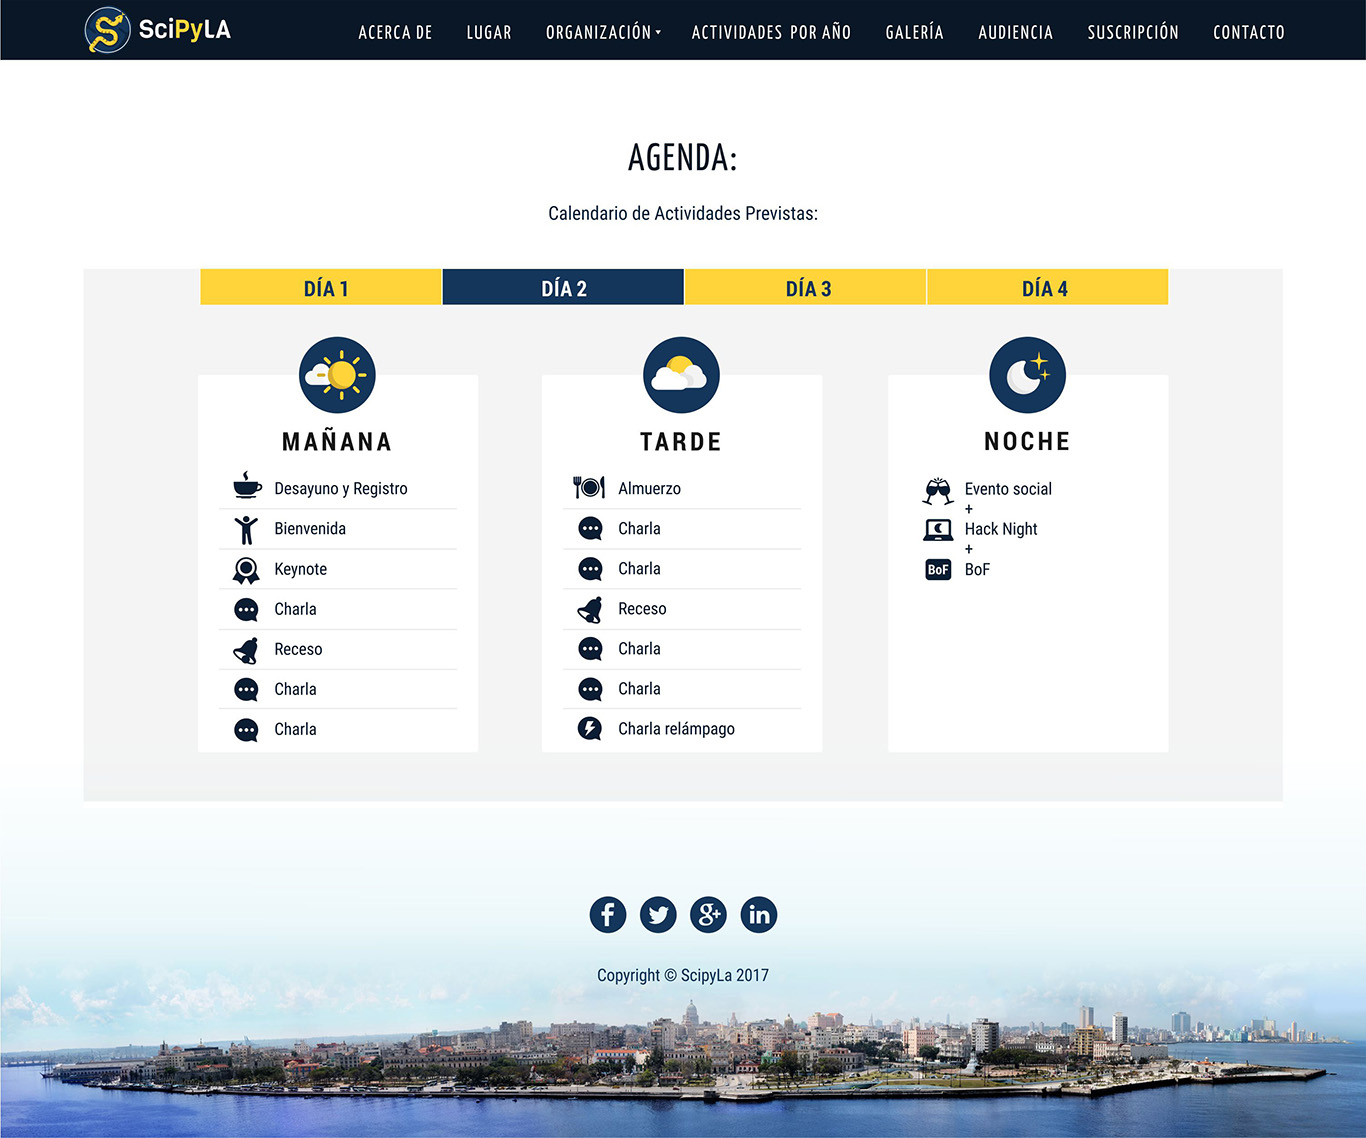 SciPyLA
ACERCA DE LUGAR ORGANIZACIÓN ACTIVIDADES POR AÑO GALERÍA AUDIENCIA SUSCRIPCIÓN CONTACTO
AGENDA:
Calendario de Actividades Previstas:
DÍA 1 DÍA 2 DÍA 3 DÍA 4
MAÑANA
Desayuno y Registro
Bienvenida
Keynote
Charla
Receso
Charla
Charla
TARDE
Almuerzo
Charla
Charla
Receso
Charla
Charla
Charla relámpago
NOCHE
Evento social
+
Hack Night
+
BoF BoF
f g+ in
Copyright © ScipyLa 2017